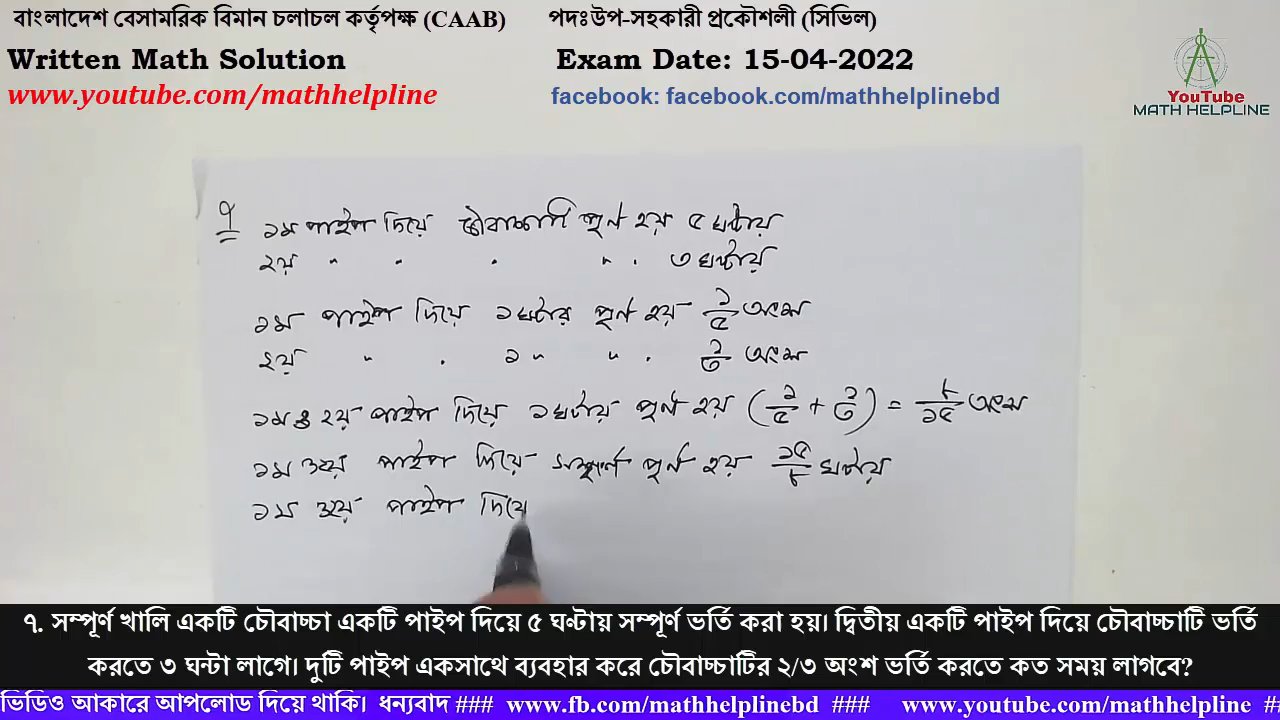 বাংলাদেশ বেসামরিক বিমান চলাচল কর্তৃপক্ষ (CAAB) পদঃউপ-সহকারী প্রকৌশলী (সিভিল)
Written Math Solution Exam Date: 15-04-2022
www.youtube.com/mathhelpline facebook: facebook.com/mathhelplinebd
YouTube
MATH HELPLINE
৭
১ম পাইপ দিয়ে চৌবাচ্চাটি পূর্ণ হয় ৫ ঘন্টায়
২য় " " " " " ৩ ঘন্টায়
১ম পাইপ দিয়ে ১ ঘন্টায় পূর্ণ হয় ১/৫ অংশ
২য় " " ১ " " " ১/৩ অংশ
১ম ও ২য় পাইপ দিয়ে ১ ঘন্টায় পূর্ণ হয় (১/৫ + ১/৩) = ৮/১৫ অংশ
১ম ও ২য় পাইপ দিয়ে সম্পূর্ণ পূর্ণ হয় ১৫/৮ ঘন্টায়
১ম ও ২য় পাইপ দিয়ে
৭. সম্পূর্ণ খালি একটি চৌবাচ্চা একটি পাইপ দিয়ে ৫ ঘণ্টায় সম্পূর্ণ ভর্তি করা হয়। দ্বিতীয় একটি পাইপ দিয়ে চৌবাচ্চাটি ভর্তি
করতে ৩ ঘন্টা লাগে। দুটি পাইপ একসাথে ব্যবহার করে চৌবাচ্চাটির ২/৩ অংশ ভর্তি করতে কত সময় লাগবে?
ভিডিও আকারে আপলোড দিয়ে থাকি। ধন্যবাদ ### www.fb.com/mathhelplinebd ### www.youtube.com/mathhelpline ##